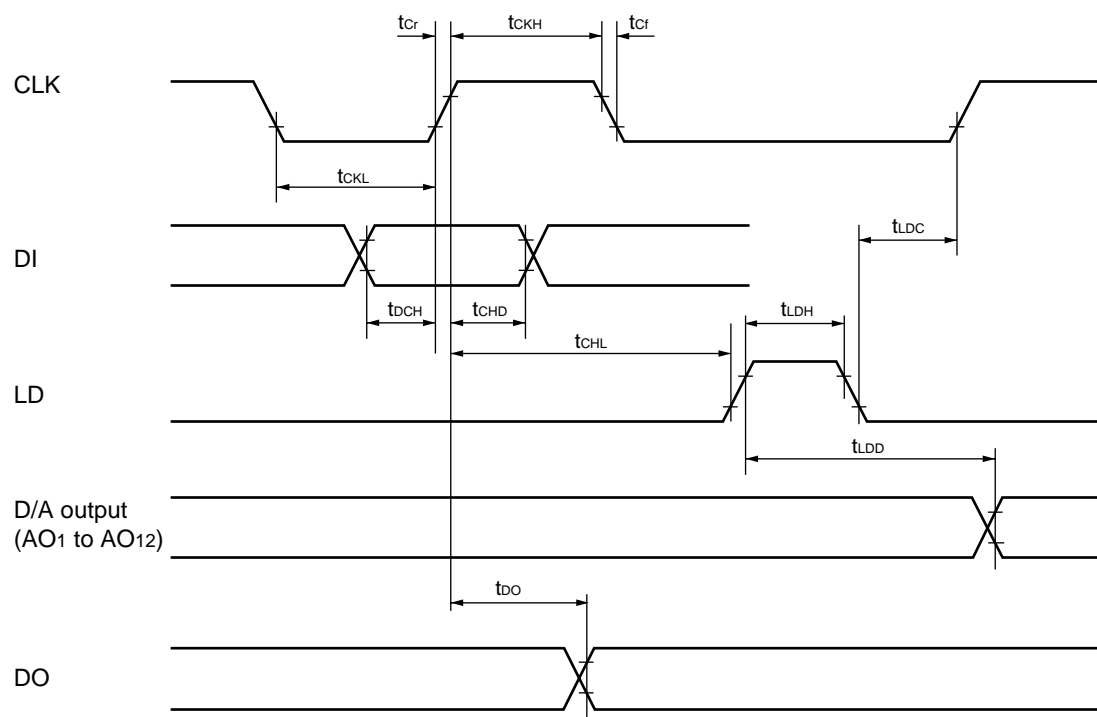 tCr tCKH tCf
CLK
tCKL
tLDC
DI
tDCH tCHD tLDH
tCHL
LD
tLDD
D/A output
(AO1 to AO12)
tDO
DO